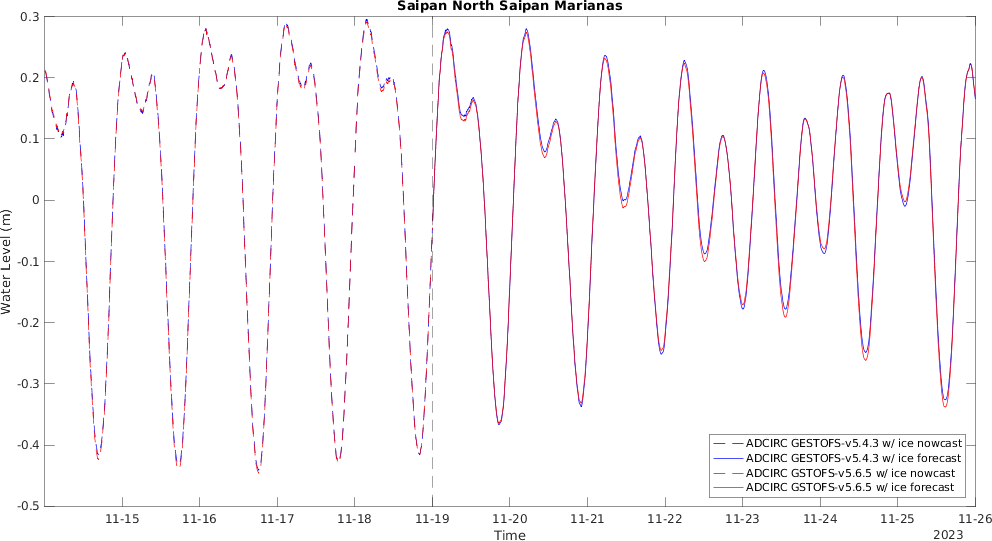 Saipan North Saipan Marianas
0.3
0.2
0.1
0
-0.1
-0.2
-0.3
-0.4
-0.5
Water Level (m)
ADCIRC GESTOFS-v5.4.3 w/ ice nowcast
ADCIRC GESTOFS-v5.4.3 w/ ice forecast
ADCIRC GSTOFS-v5.6.5 w/ ice nowcast
ADCIRC GSTOFS-v5.6.5 w/ ice forecast
11-15 11-16 11-17 11-18 11-19 11-20 11-21 11-22 11-23 11-24 11-25 11-26
Time
2023